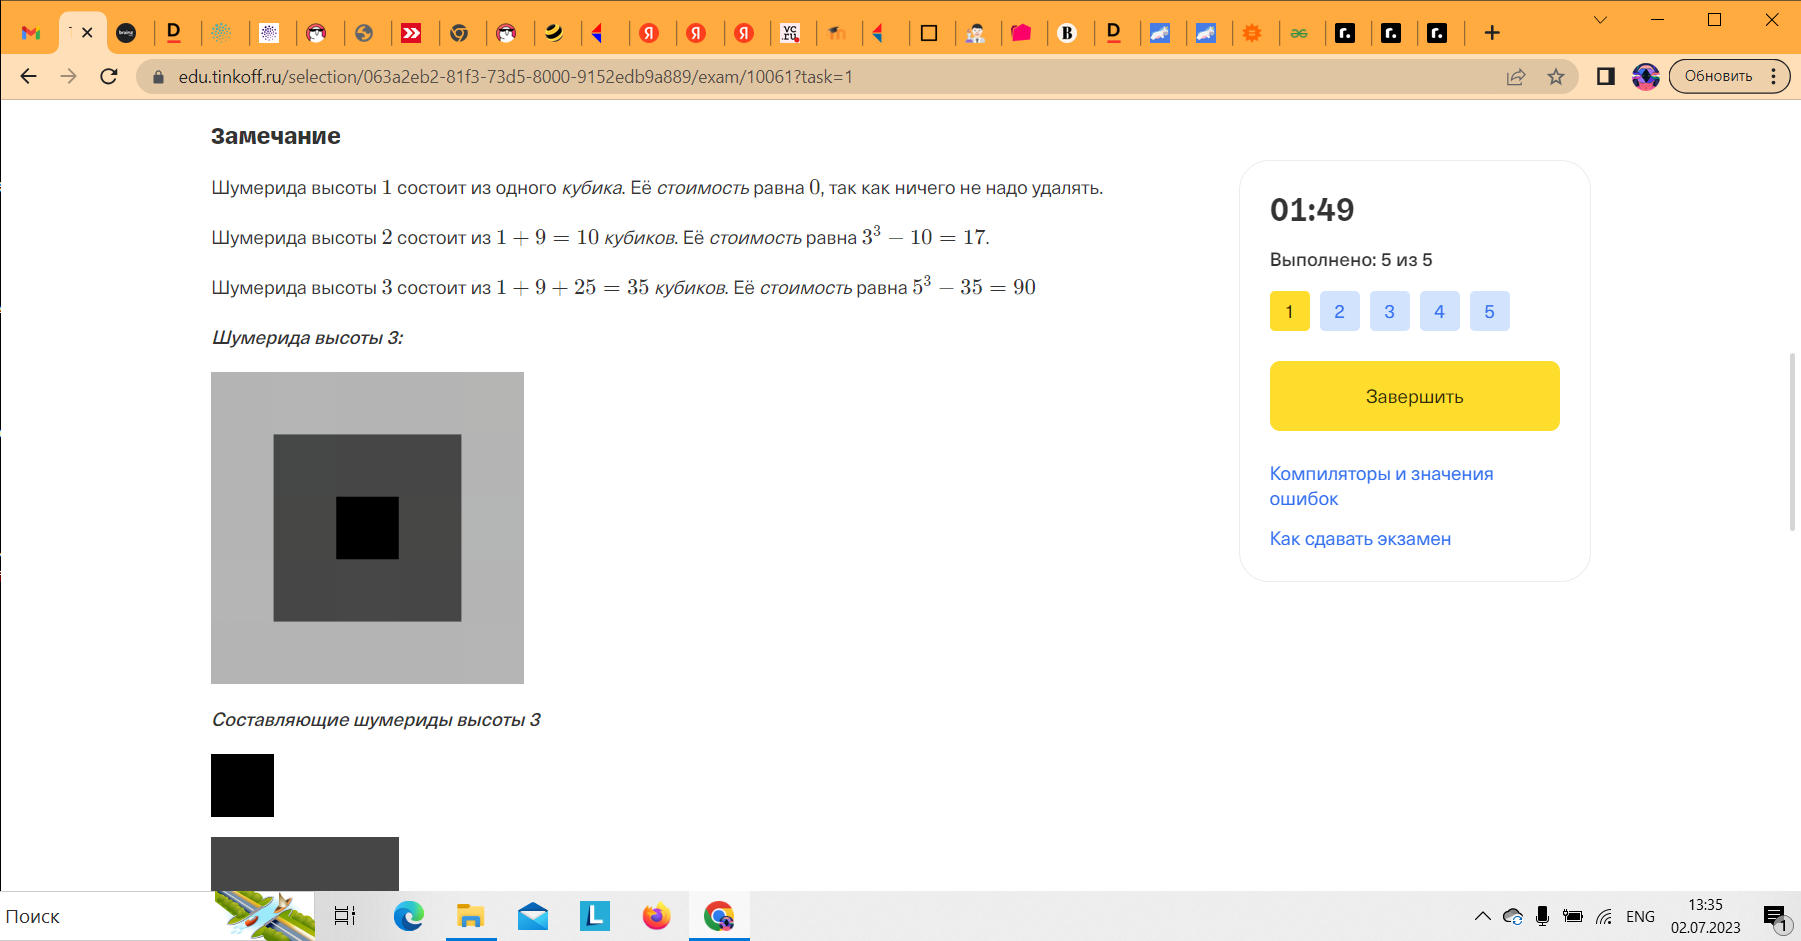 edu.tinkoff.ru/selection/063a2eb2-81f3-73d5-8000-9152edb9a889/exam/10061?task=1
Обновить
Замечание
Шумерида высоты 1 состоит из одного кубика. Её стоимость равна 0, так как ничего не надо удалять.
Шумерида высоты 2 состоит из 1 + 9 = 10 кубиков. Её стоимость равна 3³ − 10 = 17.
Шумерида высоты 3 состоит из 1 + 9 + 25 = 35 кубиков. Её стоимость равна 5³ − 35 = 90
Шумерида высоты 3:
Составляющие шумериды высоты 3
01:49
Выполнено: 5 из 5
1 2 3 4 5
Завершить
Компиляторы и значения
ошибок
Как сдавать экзамен
Поиск
ENG
13:35
02.07.2023
1